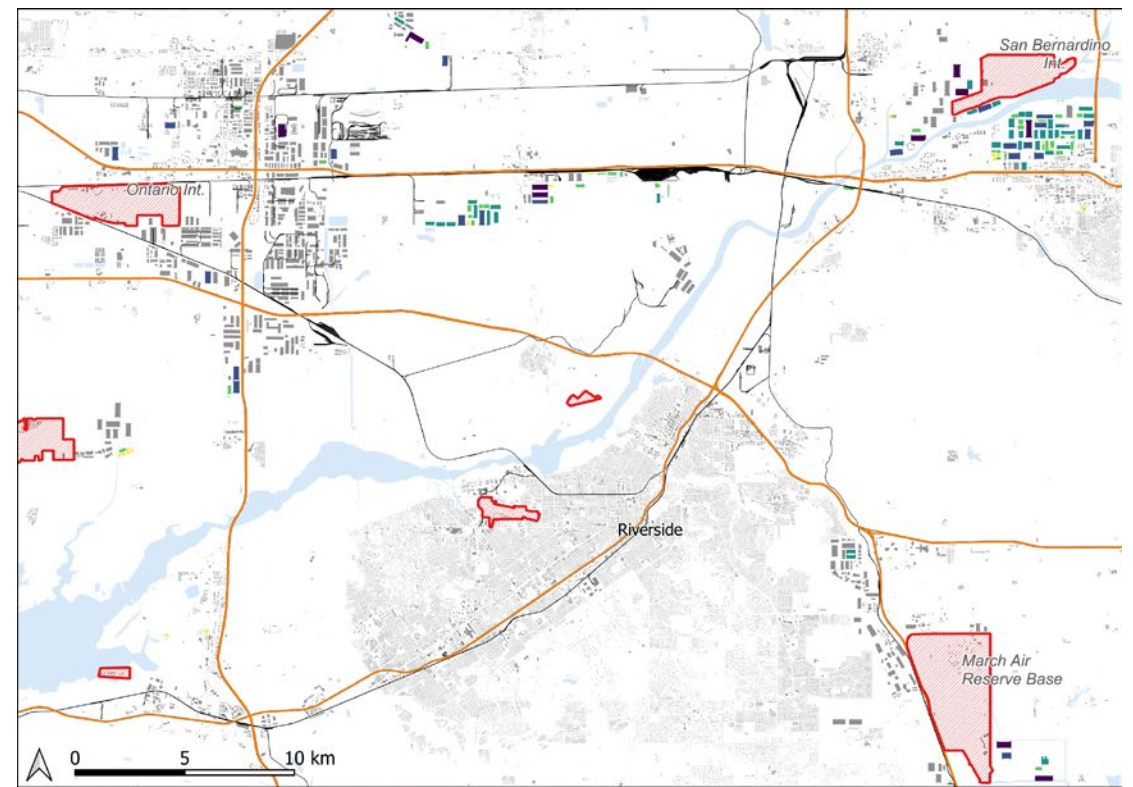 San Bernardino
Int.
Ontario Int.
Riverside
March Air
Reserve Base
0 5 10 km